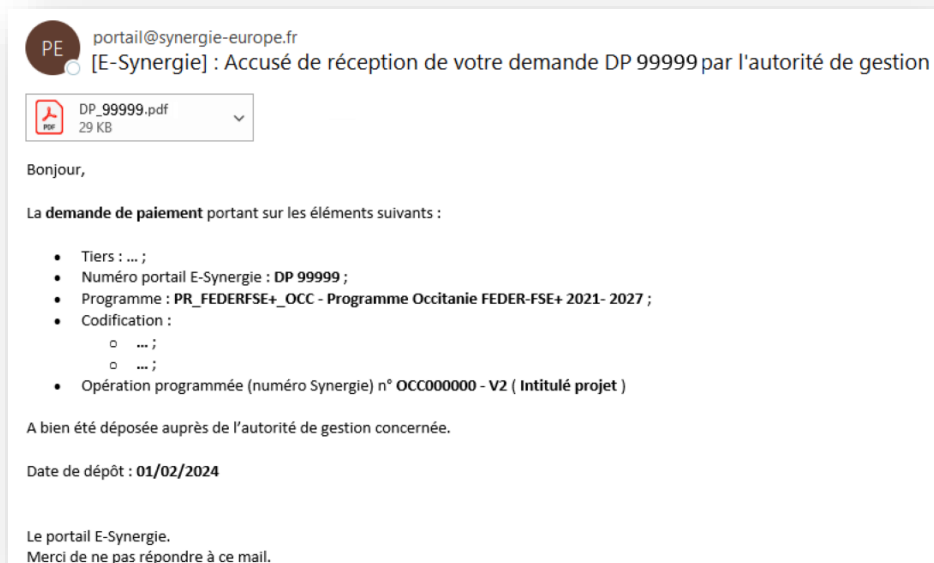 PE
portail@synergie-europe.fr
[E-Synergie] : Accusé de réception de votre demande DP 99999 par l'autorité de gestion
PDF
DP_99999.pdf
29 KB
Bonjour,
La demande de paiement portant sur les éléments suivants :
• Tiers : ... ;
• Numéro portail E-Synergie : DP 99999 ;
• Programme : PR_FEDERFSE+_OCC - Programme Occitanie FEDER-FSE+ 2021- 2027 ;
• Codification :
o ... ;
o ... ;
• Opération programmée (numéro Synergie) n° OCC000000 - V2 ( Intitulé projet )
A bien été déposée auprès de l’autorité de gestion concernée.
Date de dépôt : 01/02/2024
Le portail E-Synergie.
Merci de ne pas répondre à ce mail.